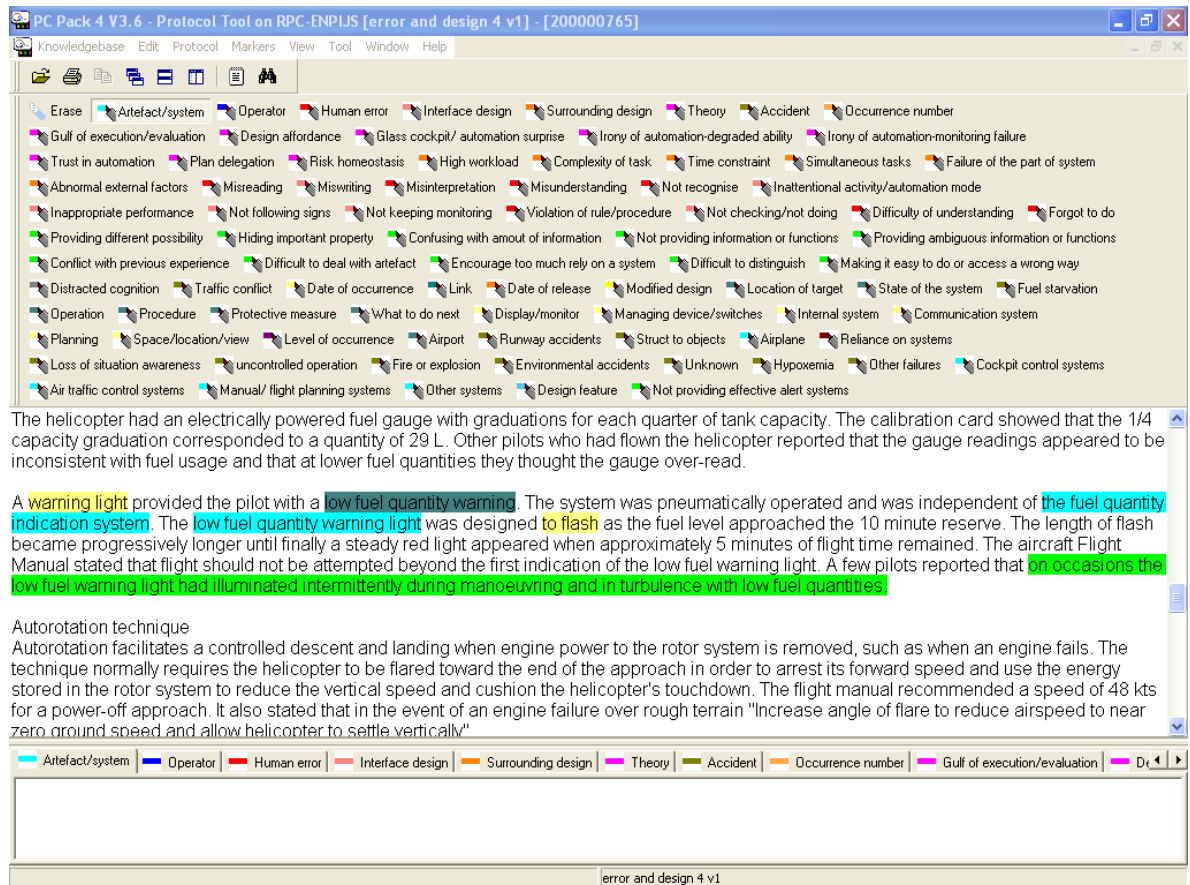 PC Pack 4 V3.6 - Protocol Tool on RPC-ENPIJS [error and design 4 v1] - [200000765]
Knowledgebase Edit Protocol Markers View Tool Window Help
Erase Artefact/system Operator Human error Interface design Surrounding design Theory Accident Occurrence number
Gulf of execution/evaluation Design affordance Glass cockpit/ automation surprise Irony of automation-degraded ability Irony of automation-monitoring failure
Trust in automation Plan delegation Risk homeostasis High workload Complexity of task Time constraint Simultaneous tasks Failure of the part of system
Abnormal external factors Misreading Miswriting Misinterpretation Misunderstanding Not recognise Inattentional activity/automation mode
Inappropriate performance Not following signs Not keeping monitoring Violation of rule/procedure Not checking/not doing Difficulty of understanding Forgot to do
Providing different possibility Hiding important property Confusing with amout of information Not providing information or functions Providing ambiguous information or functions
Conflict with previous experience Difficult to deal with artefact Encourage too much rely on a system Difficult to distinguish Making it easy to do or access a wrong way
Distracted cognition Traffic conflict Date of occurrence Link Date of release Modified design Location of target State of the system Fuel starvation
Operation Procedure Protective measure What to do next Display/monitor Managing device/switches Internal system Communication system
Planning Space/location/view Level of occurrence Airport Runway accidents Struct to objects Airplane Reliance on systems
Loss of situation awareness uncontrolled operation Fire or explosion Environmental accidents Unknown Hypoxemia Other failures Cockpit control systems
Air traffic control systems Manual/ flight planning systems Other systems Design feature Not providing effective alert systems
The helicopter had an electrically powered fuel gauge with graduations for each quarter of tank capacity. The calibration card showed that the 1/4
capacity graduation corresponded to a quantity of 29 L. Other pilots who had flown the helicopter reported that the gauge readings appeared to be
inconsistent with fuel usage and that at lower fuel quantities they thought the gauge over-read.
A warning light provided the pilot with a low fuel quantity warning. The system was pneumatically operated and was independent of the fuel quantity
indication system. The low fuel quantity warning light was designed to flash as the fuel level approached the 10 minute reserve. The length of flash
became progressively longer until finally a steady red light appeared when approximately 5 minutes of flight time remained. The aircraft Flight
Manual stated that flight should not be attempted beyond the first indication of the low fuel warning light. A few pilots reported that on occasions the
low fuel warning light had illuminated intermittently during manoeuvring and in turbulence with low fuel quantities.
Autorotation technique
Autorotation facilitates a controlled descent and landing when engine power to the rotor system is removed, such as when an engine fails. The
technique normally requires the helicopter to be flared toward the end of the approach in order to arrest its forward speed and use the energy
stored in the rotor system to reduce the vertical speed and cushion the helicopter's touchdown. The flight manual recommended a speed of 48 kts
for a power-off approach. It also stated that in the event of an engine failure over rough terrain "Increase angle of flare to reduce airspeed to near
zero ground speed and allow helicopter to settle vertically"
Artefact/system Operator Human error Interface design Surrounding design Theory Accident Occurrence number Gulf of execution/evaluation De
error and design 4 v1